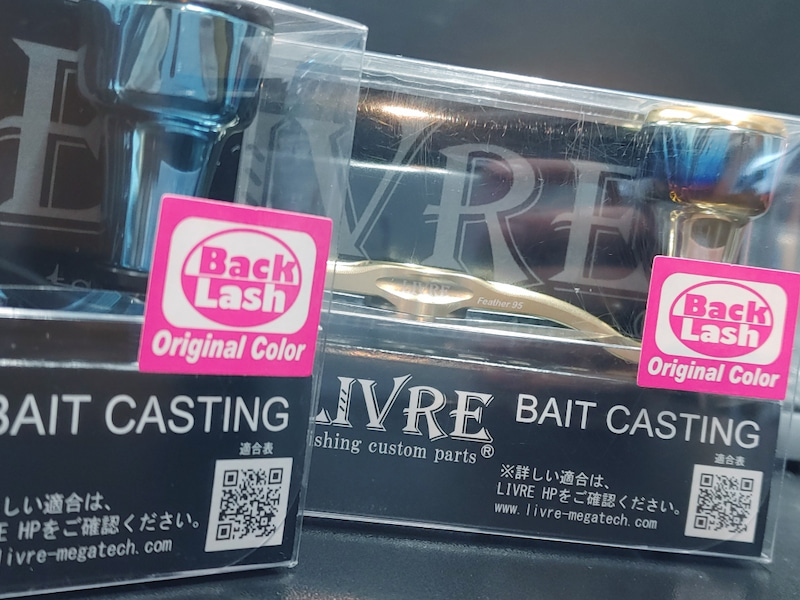 LIVRE
Back
Lash
Original Color
BAIT CASTING
適合表
しい適合は、
HPをご確認ください。
livre-megatech.com
LIVRE
Feather 95
Back
Lash
Original Color
LIVRE
fishing custom parts®
BAIT CASTING
適合表
※詳しい適合は、
LIVRE HPをご確認ください。
www.livre-megatech.com